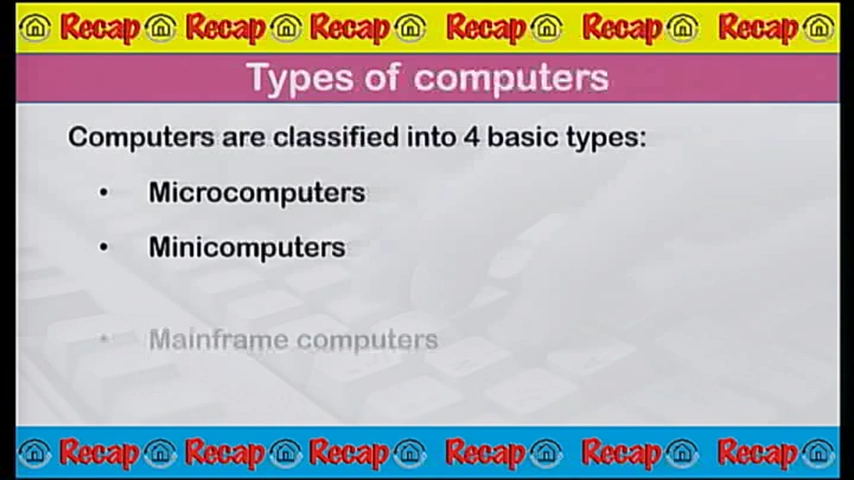 Recap Recap Recap Recap Recap Recap
Types of computers
Computers are classified into 4 basic types:
• Microcomputers
• Minicomputers
• Mainframe computers
Recap Recap Recap Recap Recap Recap